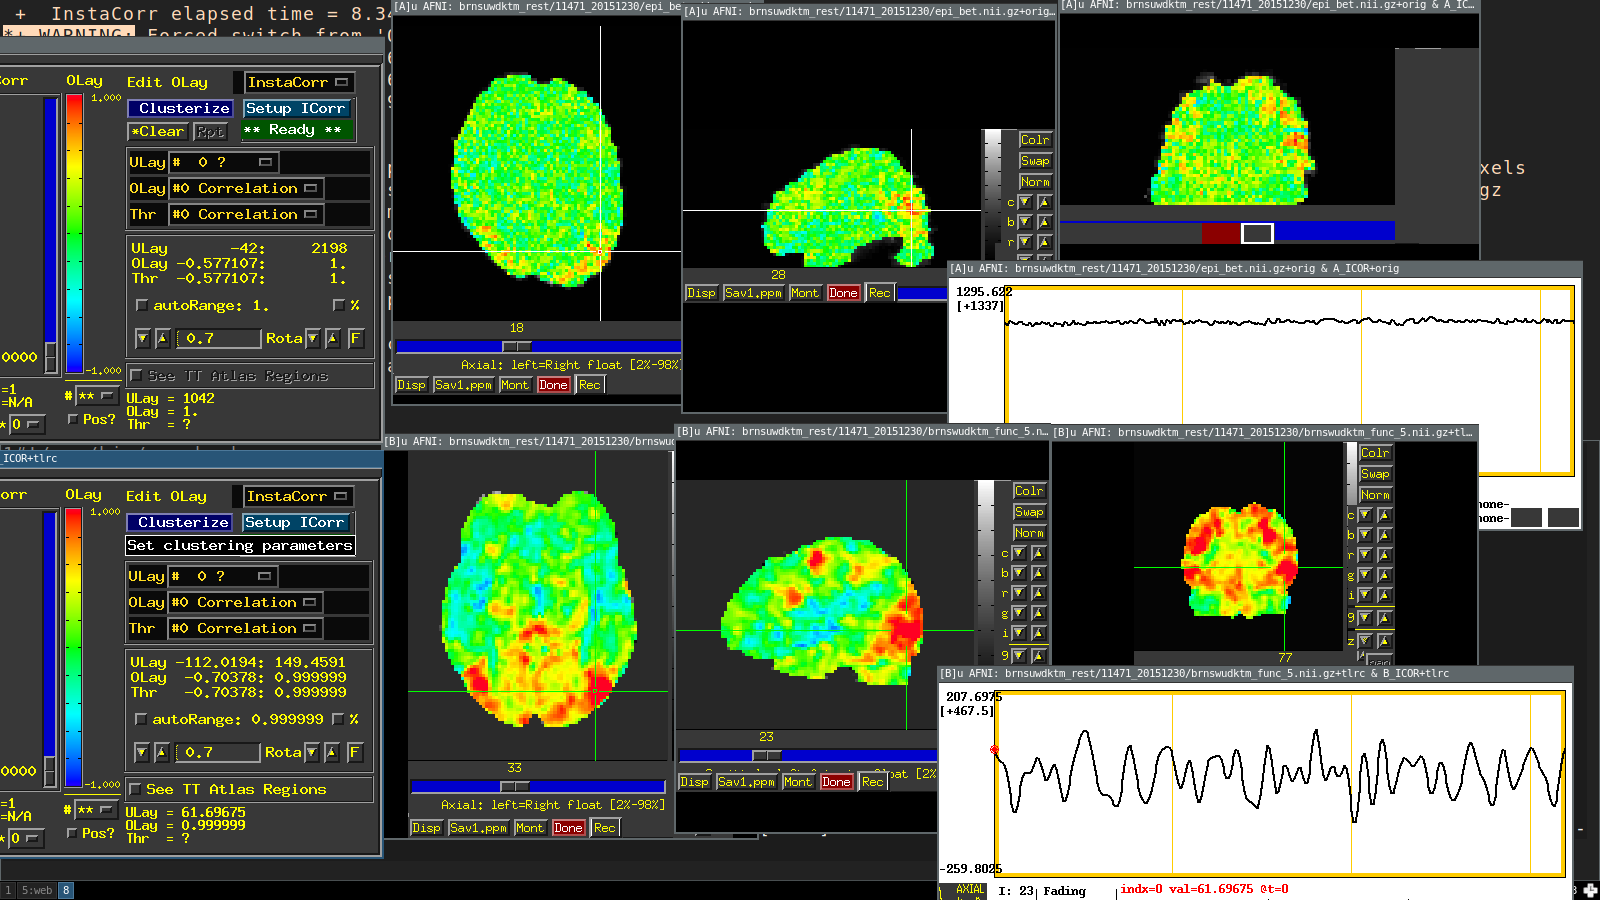 +  InstaCorr elapsed time = 8.34
*+ WARNING: Forced switch from '
xels
gz
orr
OLay
Edit OLay
InstaCorr
1.000
Clusterize
Setup ICorr
*Clear
Rpt
** Ready **
ULay # 0 ?
OLay #0 Correlation
Thr #0 Correlation
ULay -42: 2198
OLay -0.577107: 1.
Thr -0.577107: 1.
autoRange: 1. %
0.7 Rota F
0000
-1.000
See TT Atlas Regions
=1
=N/A
# **
* 0
Pos?
ULay = 1042
OLay = 1.
Thr = ?
[A]u AFNI: brnsuwdktm_rest/11471_20151230/epi_be
18
Axial: left=Right float [2%-98%]
Disp Sav1.ppm Mont Done Rec
[A]u AFNI: brnsuwdktm_rest/11471_20151230/epi_bet.nii.gz+orig...
Colr
Swap
Norm
c
b
r
28
Disp Sav1.ppm Mont Done Rec
[A]u AFNI: brnsuwdktm_rest/11471_20151230/epi_bet.nii.gz+orig & A_IC...
[A]u AFNI: brnsuwdktm_rest/11471_20151230/epi_bet.nii.gz+orig & A_ICOR+orig
1295.622
[+1337]
none-
none-
_ICOR+tlrc
orr
OLay
Edit OLay
InstaCorr
1.000
Clusterize
Setup ICorr
Set clustering parameters
ULay # 0 ?
OLay #0 Correlation
Thr #0 Correlation
ULay -112.0194: 149.4591
OLay -0.70378: 0.999999
Thr -0.70378: 0.999999
autoRange: 0.999999 %
0.7 Rota F
0000
-1.000
See TT Atlas Regions
=1
=N/A
# **
* 0
Pos?
ULay = 61.69675
OLay = 0.999999
Thr = ?
[B]u AFNI: brnsuwdktm_rest/11471_20151230/brnswud
33
Axial: left=Right float [2%-98%]
Disp Sav1.ppm Mont Done Rec
[B]u AFNI: brnsuwdktm_rest/11471_20151230/brnswudktm_func_5.n...
Colr
Swap
Norm
c
b
r
g
i
9
23
Disp Sav1.ppm Mont Done Rec
[B]u AFNI: brnsuwdktm_rest/11471_20151230/brnswudktm_func_5.nii.gz+tl...
Colr
Swap
Norm
c
b
r
g
i
9
z
77
[B]u AFNI: brnsuwdktm_rest/11471_20151230/brnswudktm_func_5.nii.gz+tlrc & B_ICOR+tlrc
207.6975
[+467.5]
-259.8025
AXIAL
I: 23
Fading
indx=0 val=61.69675 @t=0
1 5:web 8